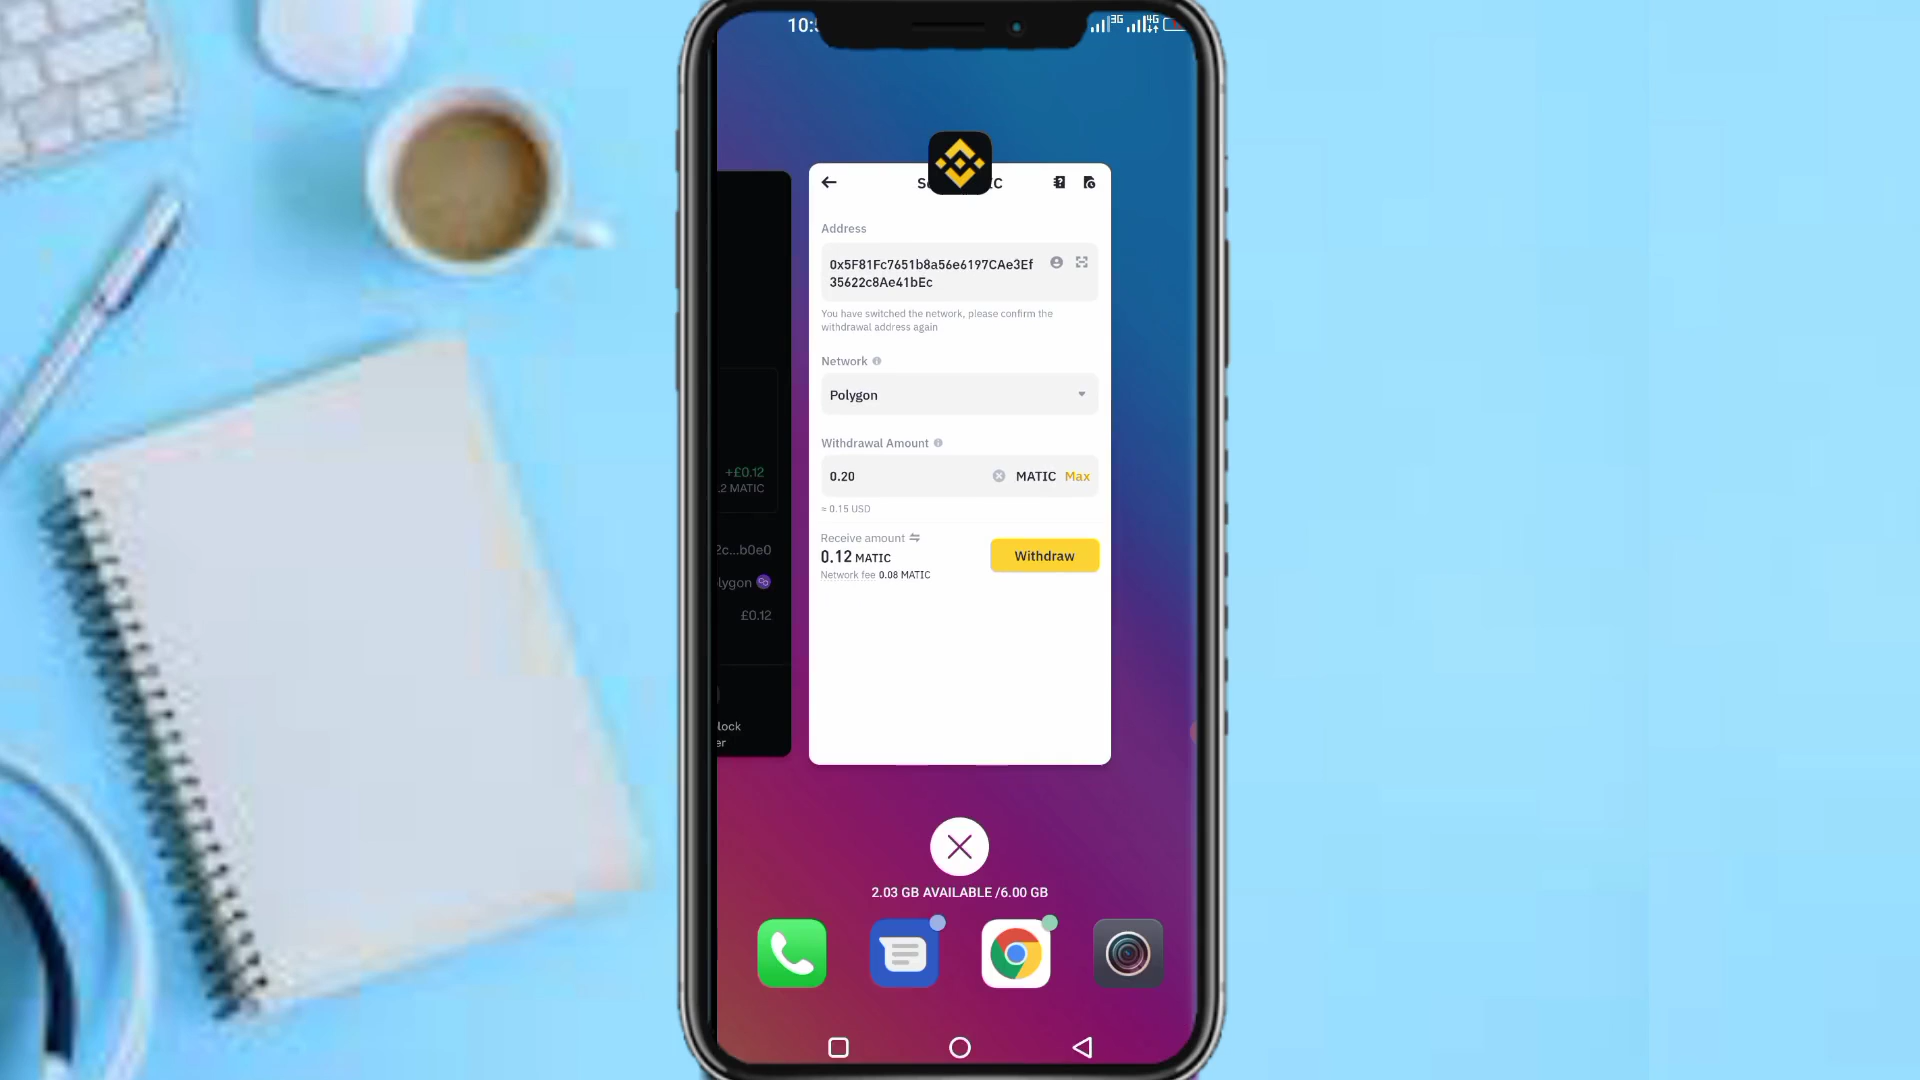 10:
3G 4G
+£0.12
.2 MATIC
2c...b0e0
lygon
£0.12
lock
er
Address
0x5F81Fc7651b8a56e6197CAe3Ef
35622c8Ae41bEc
You have switched the network, please confirm the
withdrawal address again
Network
Polygon
Withdrawal Amount
0.20 MATIC Max
≈ 0.15 USD
Receive amount
0.12 MATIC
Network fee 0.08 MATIC
Withdraw
2.03 GB AVAILABLE /6.00 GB